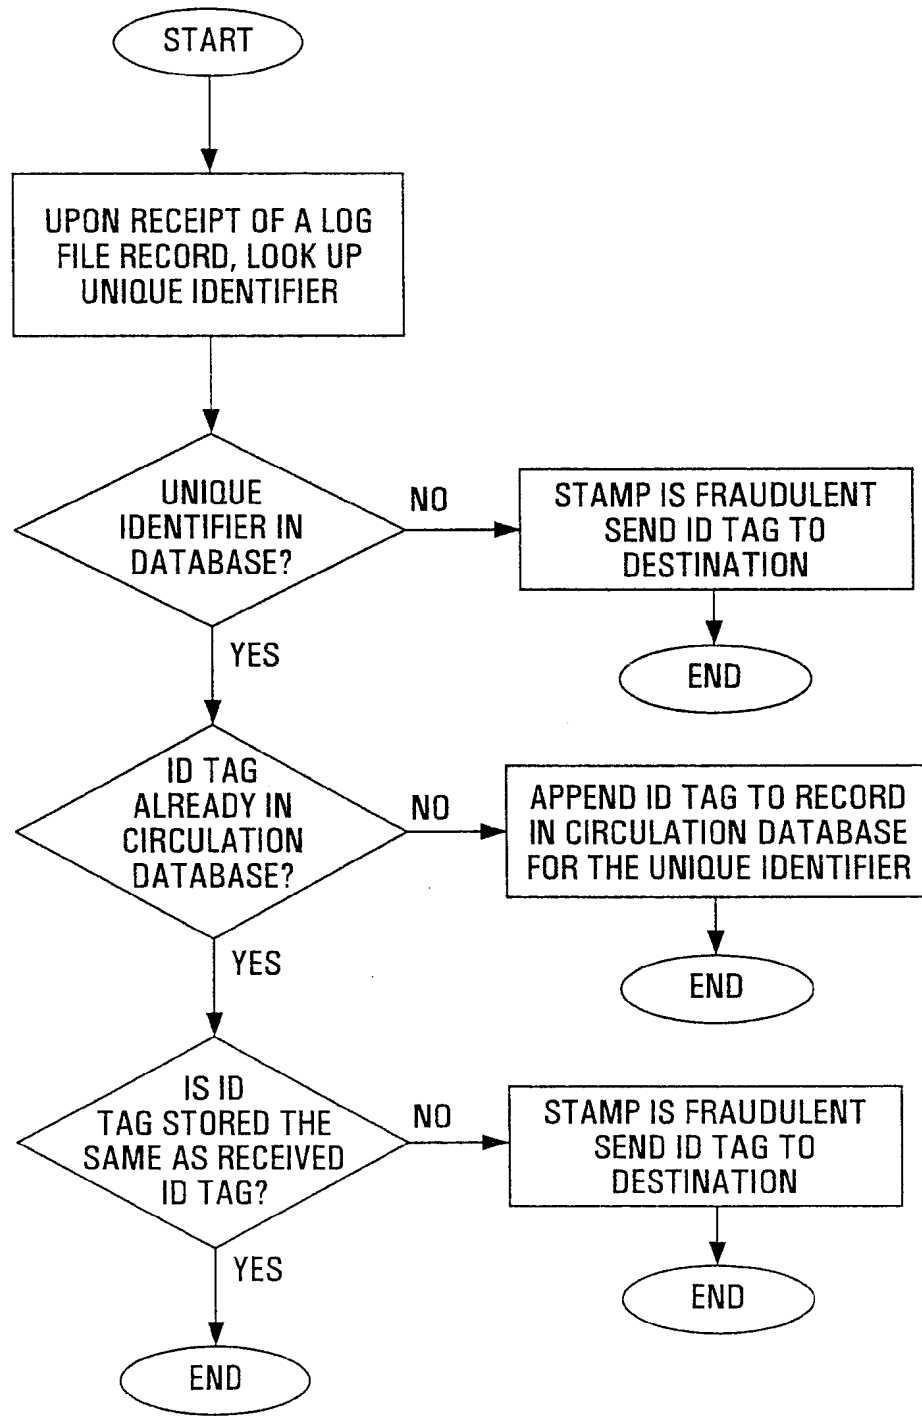 START
UPON RECEIPT OF A LOG
FILE RECORD, LOOK UP
UNIQUE IDENTIFIER
UNIQUE
IDENTIFIER IN
DATABASE?
NO
STAMP IS FRAUDULENT
SEND ID TAG TO
DESTINATION
END
YES
ID TAG
ALREADY IN
CIRCULATION
DATABASE?
NO
APPEND ID TAG TO RECORD
IN CIRCULATION DATABASE
FOR THE UNIQUE IDENTIFIER
END
YES
IS ID
TAG STORED THE
SAME AS RECEIVED
ID TAG?
NO
STAMP IS FRAUDULENT
SEND ID TAG TO
DESTINATION
END
YES
END